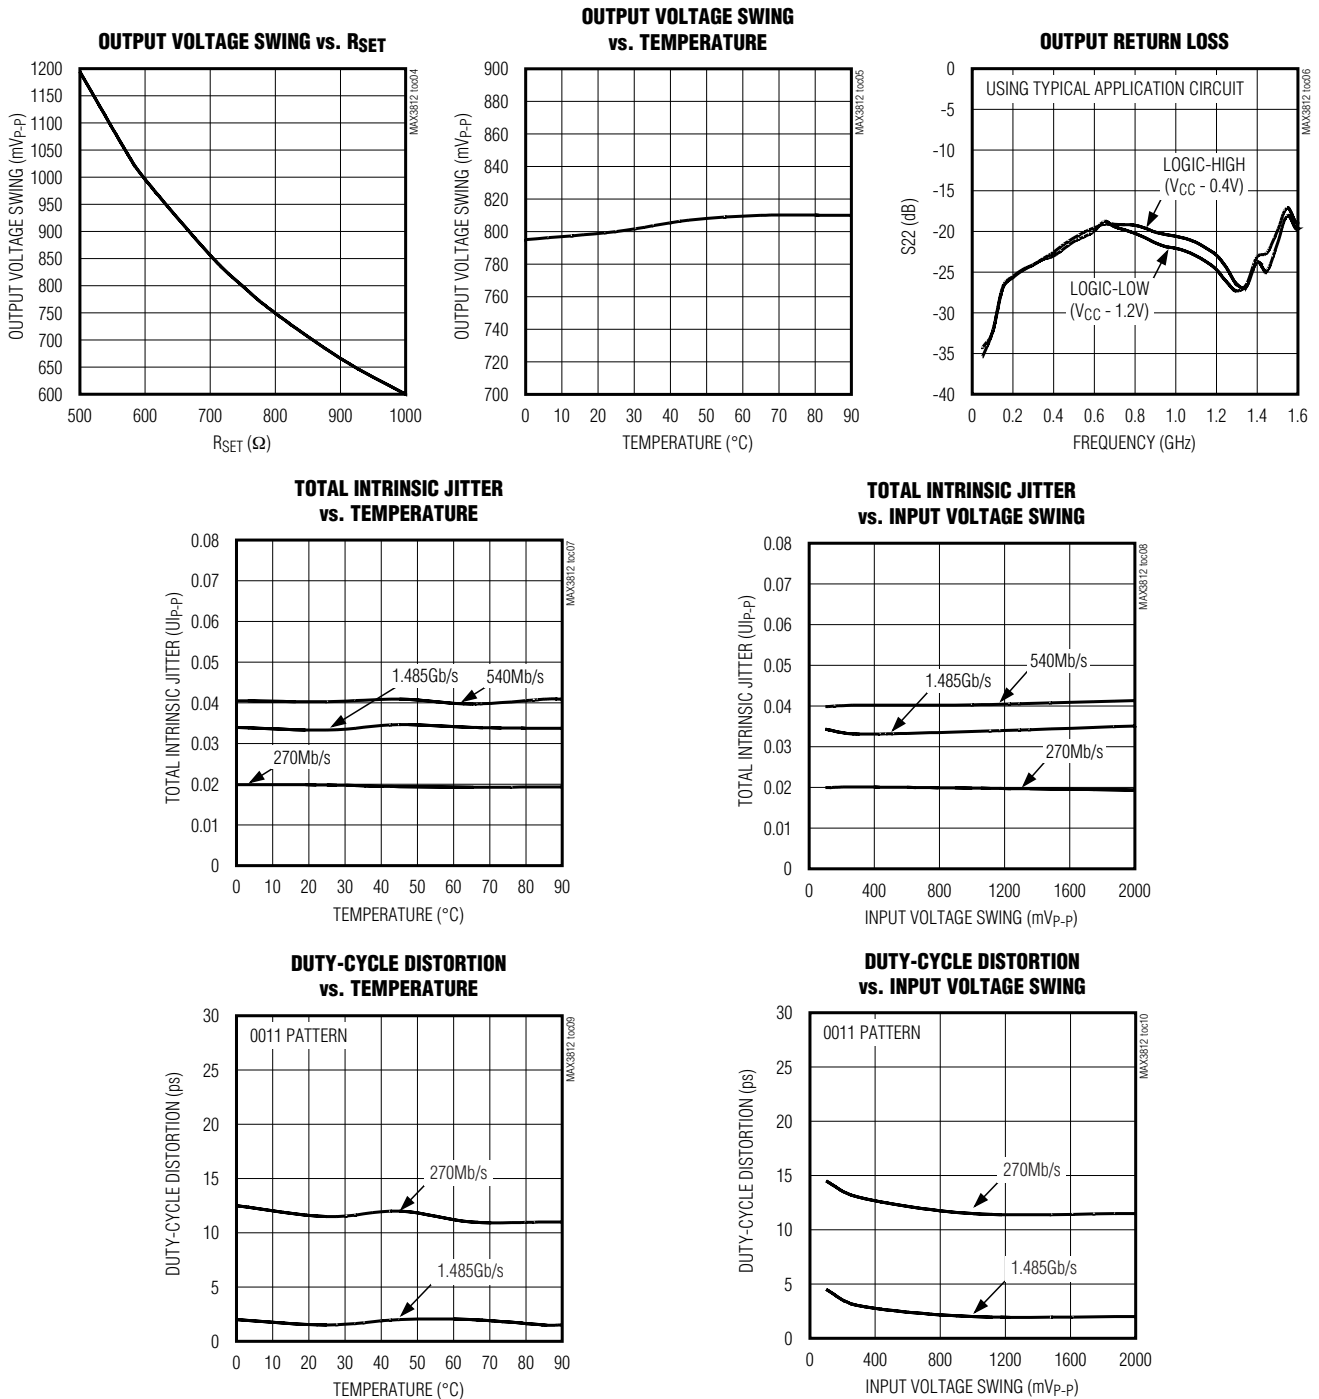 OUTPUT VOLTAGE SWING vs. RSET
MAX3812 toc04
OUTPUT VOLTAGE SWING (mVP-P)
1200
1150
1100
1050
1000
950
900
850
800
750
700
650
600
500 600 700 800 900 1000
RSET (Ω)
OUTPUT VOLTAGE SWING
vs. TEMPERATURE
MAX3812 toc05
OUTPUT VOLTAGE SWING (mVP-P)
900
880
860
840
820
800
780
760
740
720
700
0 10 20 30 40 50 60 70 80 90
TEMPERATURE (°C)
OUTPUT RETURN LOSS
MAX3812 toc06
USING TYPICAL APPLICATION CIRCUIT
LOGIC-HIGH
(VCC - 0.4V)
LOGIC-LOW
(VCC - 1.2V)
S22 (dB)
0
-5
-10
-15
-20
-25
-30
-35
-40
0 0.2 0.4 0.6 0.8 1.0 1.2 1.4 1.6
FREQUENCY (GHz)
TOTAL INTRINSIC JITTER
vs. TEMPERATURE
MAX3812 toc07
TOTAL INTRINSIC JITTER (UIP-P)
0.08
0.07
0.06
0.05
0.04
0.03
0.02
0.01
0
1.485Gb/s
540Mb/s
270Mb/s
0 10 20 30 40 50 60 70 80 90
TEMPERATURE (°C)
TOTAL INTRINSIC JITTER
vs. INPUT VOLTAGE SWING
MAX3812 toc08
TOTAL INTRINSIC JITTER (UIP-P)
0.08
0.07
0.06
0.05
0.04
0.03
0.02
0.01
0
540Mb/s
1.485Gb/s
270Mb/s
0 400 800 1200 1600 2000
INPUT VOLTAGE SWING (mVP-P)
DUTY-CYCLE DISTORTION
vs. TEMPERATURE
MAX3812 toc09
DUTY-CYCLE DISTORTION (ps)
30
25
20
15
10
5
0
0011 PATTERN
270Mb/s
1.485Gb/s
0 10 20 30 40 50 60 70 80 90
TEMPERATURE (°C)
DUTY-CYCLE DISTORTION
vs. INPUT VOLTAGE SWING
MAX3812 toc10
DUTY-CYCLE DISTORTION (ps)
30
25
20
15
10
5
0
0011 PATTERN
270Mb/s
1.485Gb/s
0 400 800 1200 1600 2000
INPUT VOLTAGE SWING (mVP-P)